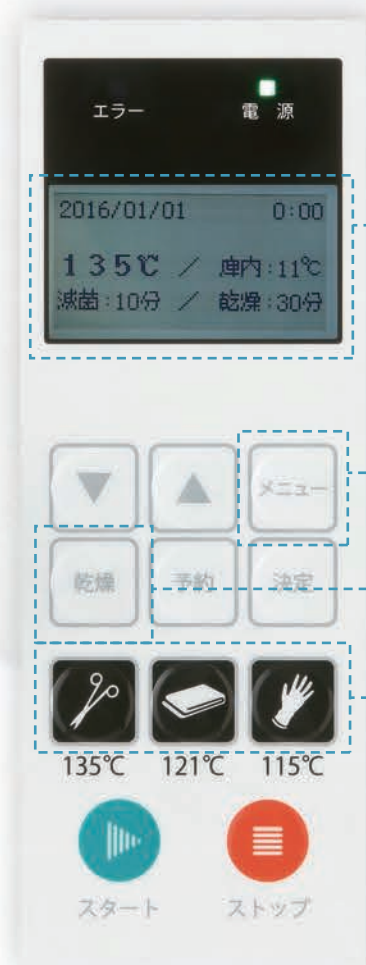 エラー 電源
2016/01/01 0:00
135℃ / 庫内:11℃
滅菌:10分 / 乾燥:30分
▼ ▲ メニュー
乾燥 予約 決定
135℃ 121℃ 115℃
スタート ストップ